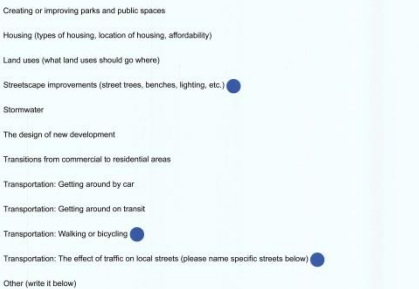 Creating or improving parks and public spaces
Housing (types of housing, location of housing, affordability)
Land uses (what land uses should go where)
Streetscape improvements (street trees, benches, lighting, etc.)
Stormwater
The design of new development
Transitions from commercial to residential areas
Transportation: Getting around by car
Transportation: Getting around on transit
Transportation: Walking or bicycling
Transportation: The effect of traffic on local streets (please name specific streets below)
Other (write it below)